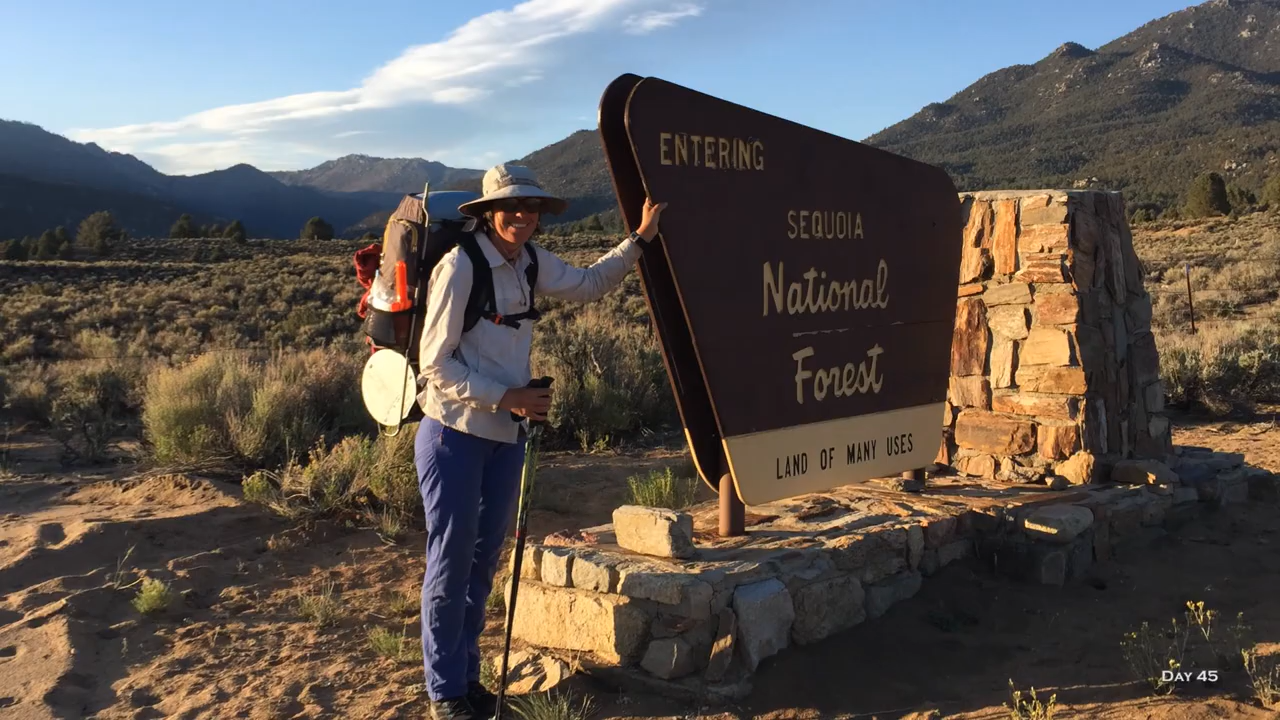 ENTERING
SEQUOIA
National
Forest
LAND OF MANY USES
DAY 45